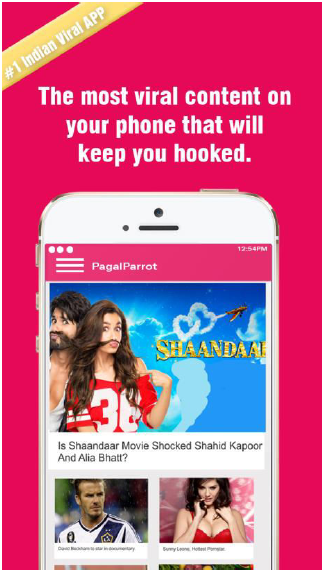 #1 Indian Viral APP
The most viral content on
your phone that will
keep you hooked.
12:54PM
PagalParrot
SHAANDAAR
Is Shaandaar Movie Shocked Shahid Kapoor
And Alia Bhatt?
David Beckham to star in documentary
Sunny Leone, Hottest Pornstar